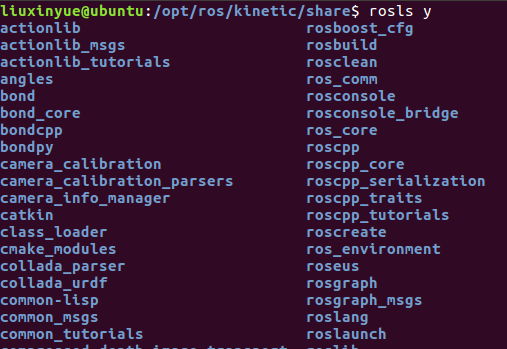 liuxinyue@ubuntu:/opt/ros/kinetic/share$ rosls y
actionlib rosboost_cfg
actionlib_msgs rosbuild
actionlib_tutorials rosclean
angles ros_comm
bond rosconsole
bond_core rosconsole_bridge
bondcpp ros_core
bondpy roscpp
camera_calibration roscpp_core
camera_calibration_parsers roscpp_serialization
camera_info_manager roscpp_traits
catkin roscpp_tutorials
class_loader roscreate
cmake_modules ros_environment
collada_parser roseus
collada_urdf rosgraph
common-lisp rosgraph_msgs
common_msgs roslang
common_tutorials roslaunch